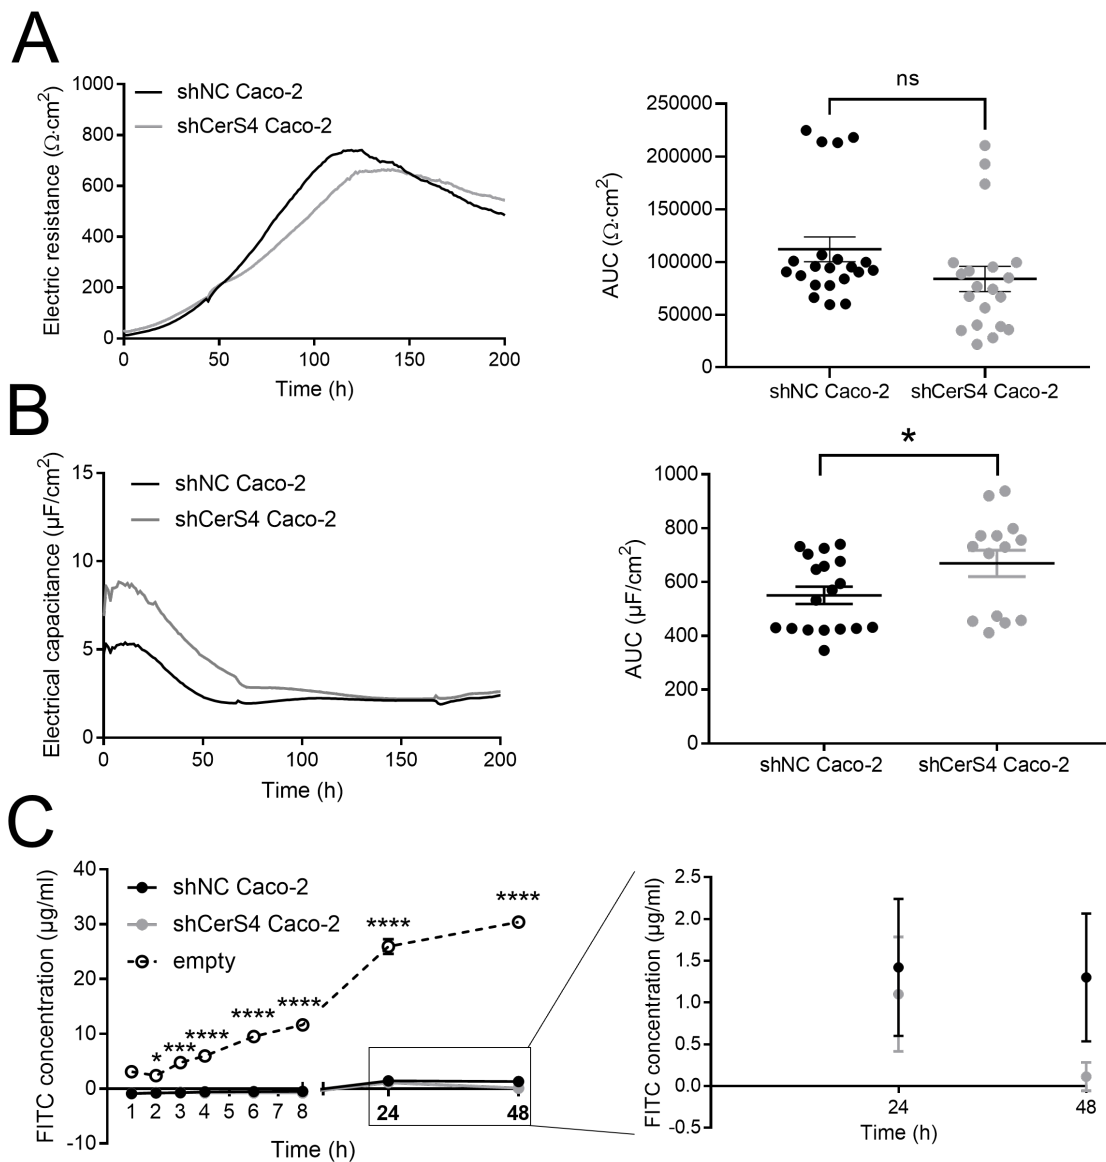 A
Electric resistance (Ω·cm²)
1000
800
600
400
200
0
shNC Caco-2
shCerS4 Caco-2
0 50 100 150 200
Time (h)
AUC (Ω·cm²)
250000
200000
150000
100000
50000
0
ns
shNC Caco-2 shCerS4 Caco-2
B
Electrical capacitance (µF/cm²)
15
10
5
0
shNC Caco-2
shCerS4 Caco-2
0 50 100 150 200
Time (h)
AUC (µF/cm²)
1000
800
600
400
200
0
*
shNC Caco-2 shCerS4 Caco-2
C
FITC concentration (µg/ml)
40
30
20
10
0
-10
shNC Caco-2
shCerS4 Caco-2
empty
* *** **** **** **** **** ****
1 2 3 4 5 6 7 8 24 48
Time (h)
FITC concentration (µg/ml)
2.5
2.0
1.5
1.0
0.5
0.0
-0.5
24 48
Time (h)